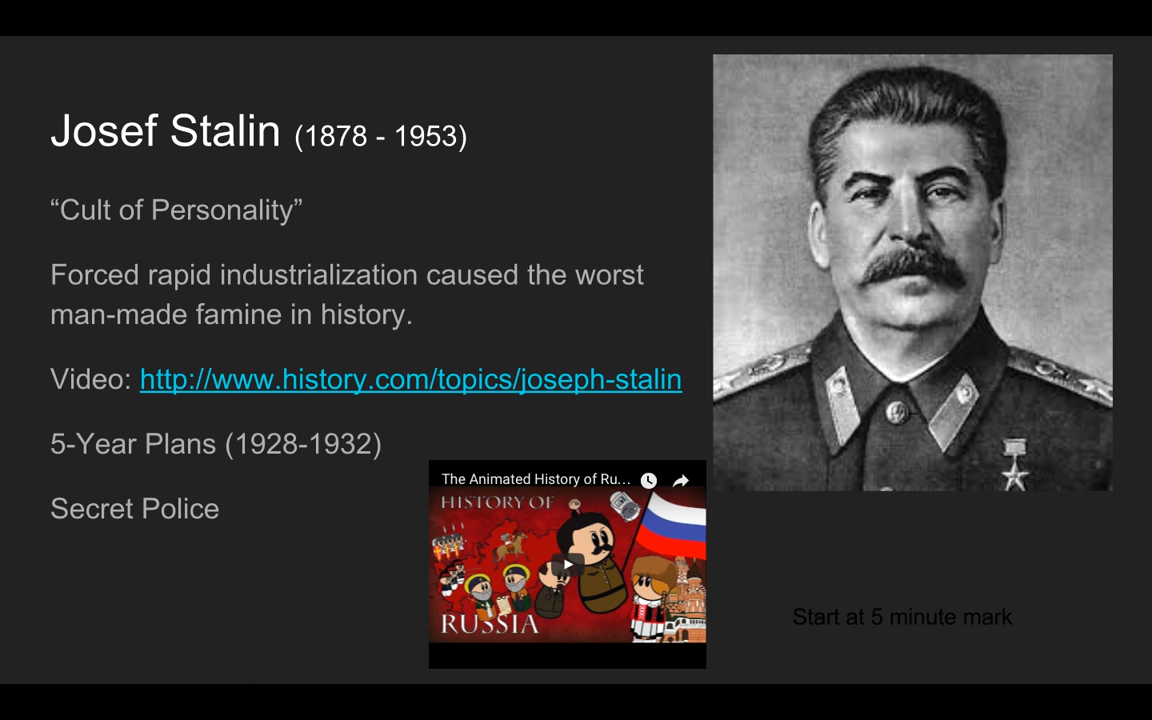 Josef Stalin (1878 - 1953)
“Cult of Personality”
Forced rapid industrialization caused the worst
man-made famine in history.
Video: http://www.history.com/topics/joseph-stalin
5-Year Plans (1928-1932)
Secret Police
The Animated History of Ru...
HISTORY OF
RUSSIA
Start at 5 minute mark